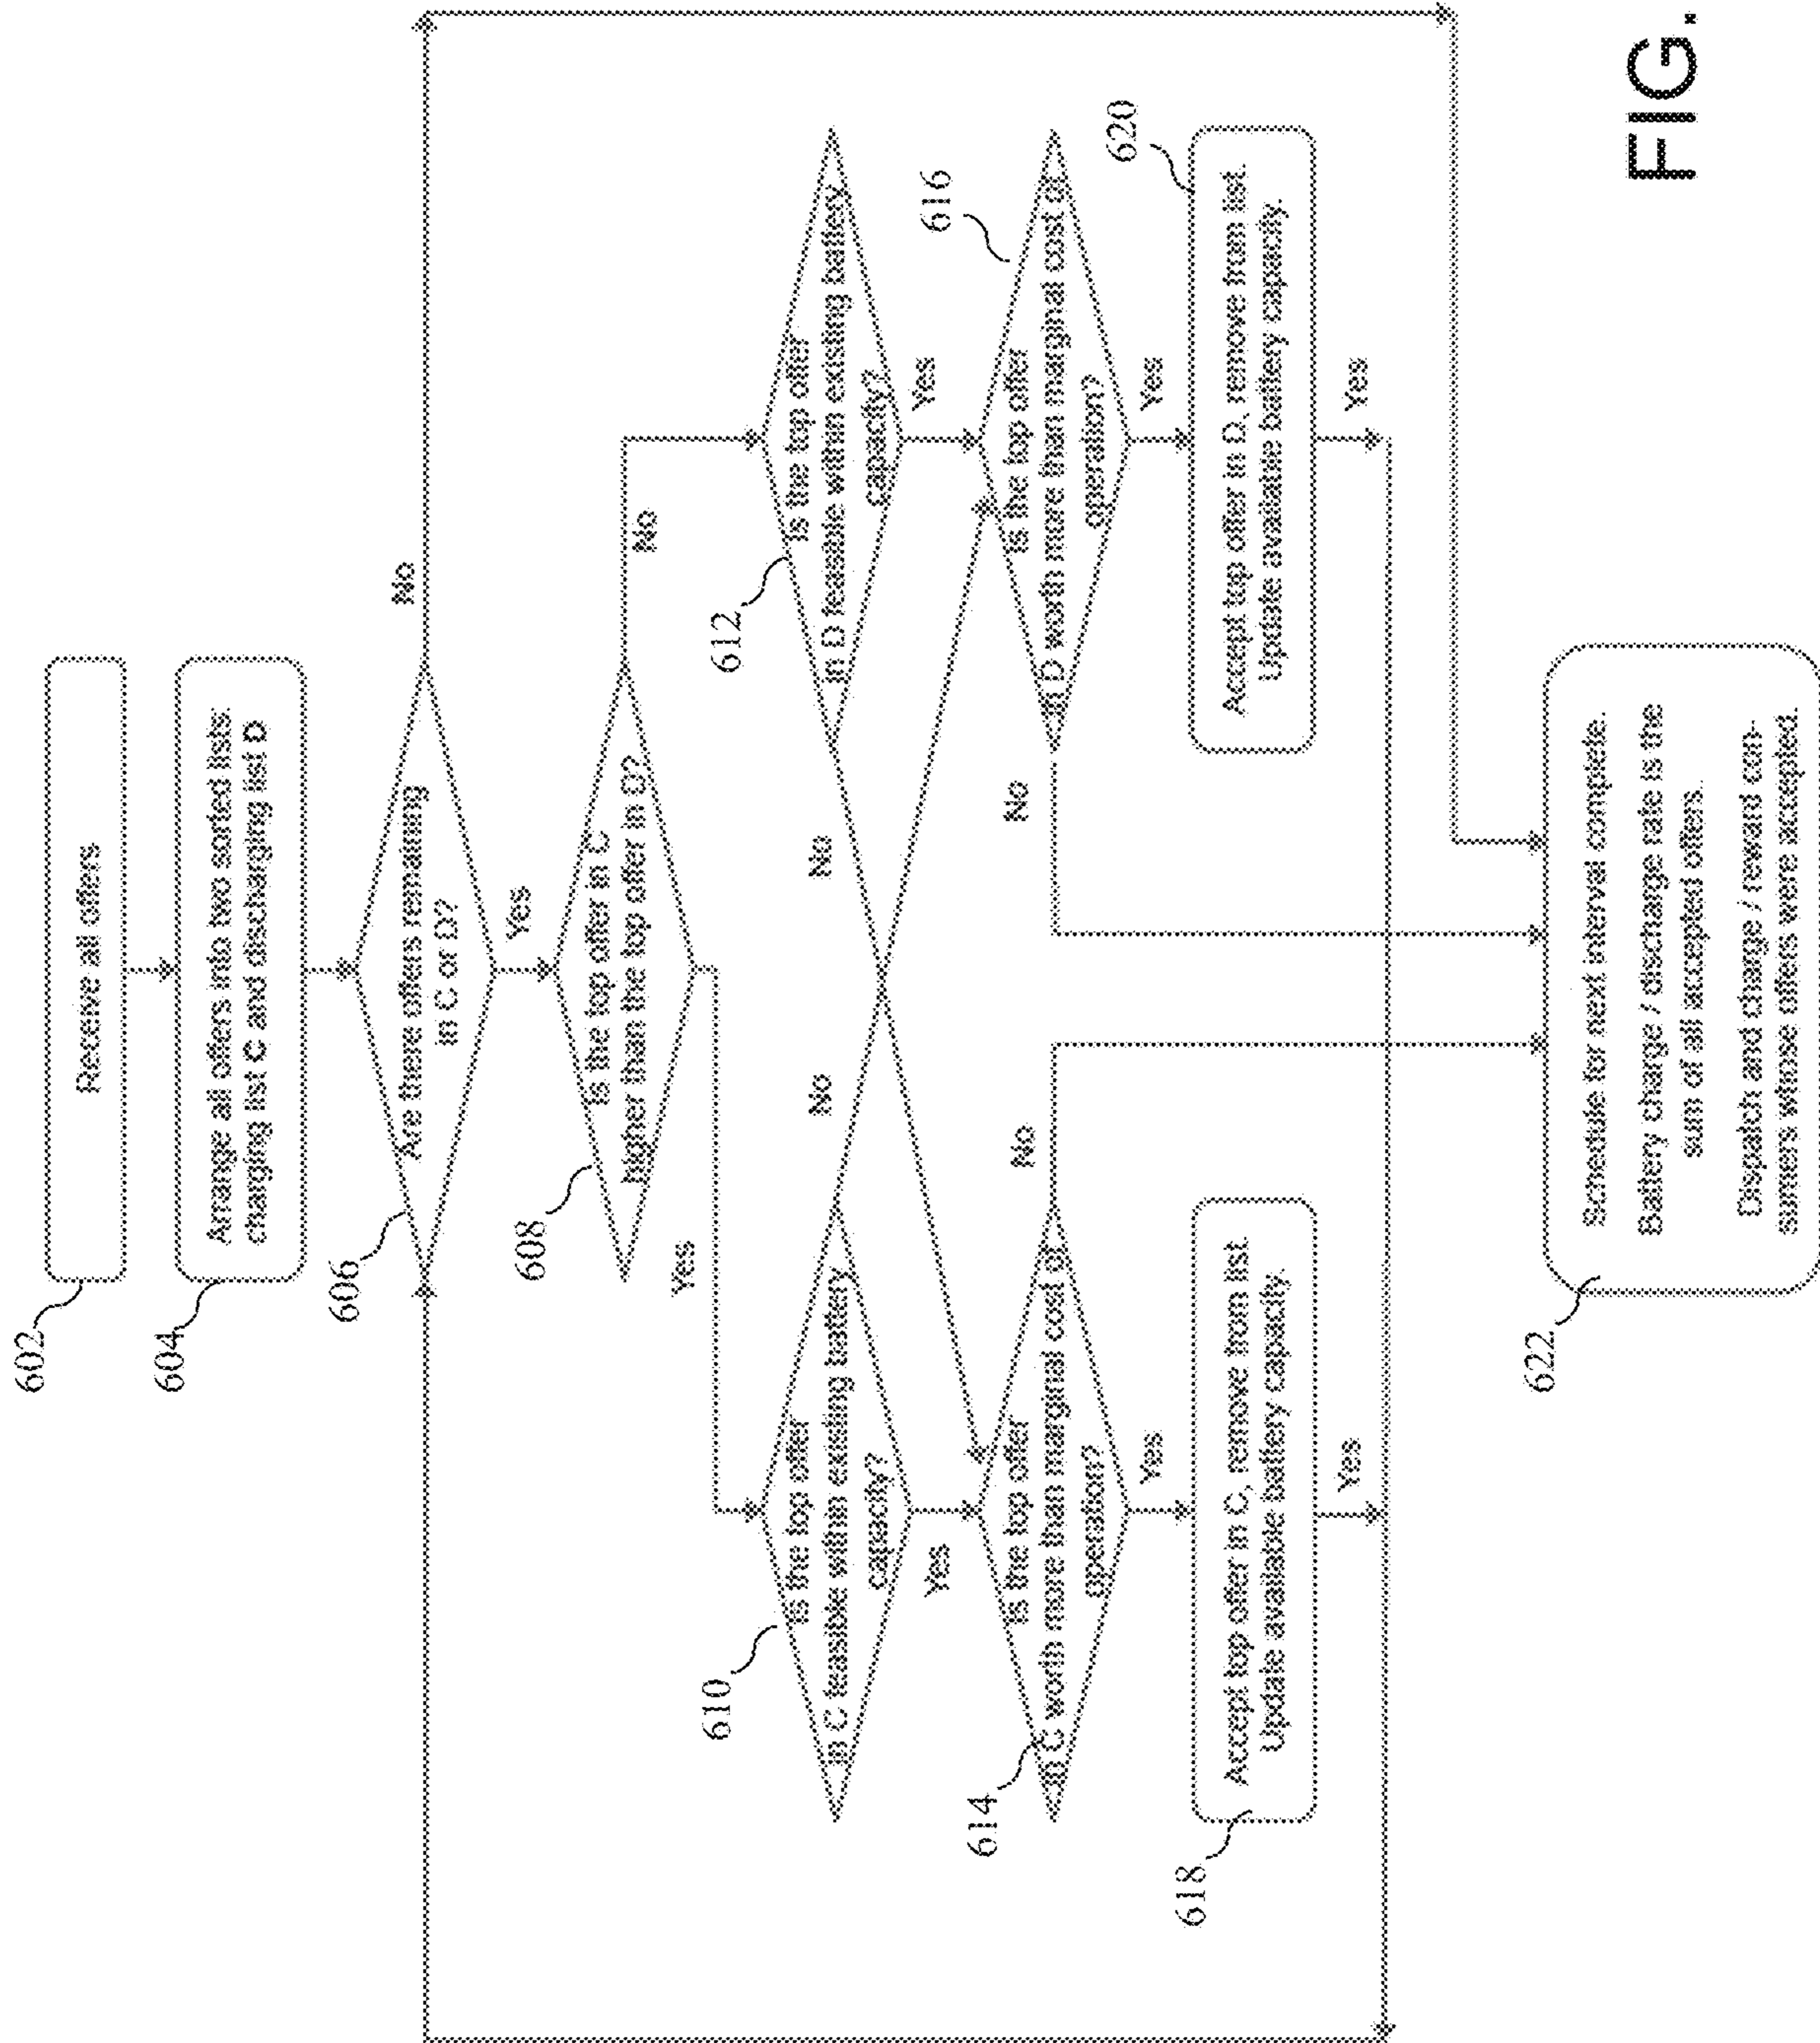 602
Receive all offers
604
Arrange all offers into two sorted lists:
charging list C and discharging list D
606
Are there offers remaining
in C or D?
No
Yes
608
Is the top offer in C
higher than the top offer in D?
Yes
No
610
Is the top offer
in C feasible within existing battery
capacity?
No
Yes
612
Is the top offer
in D feasible within existing battery
capacity?
No
Yes
614
Is the top offer
in C worth more than marginal cost of
operation?
No
Yes
616
Is the top offer
in D worth more than marginal cost of
operation?
No
Yes
618
Accept top offer in C, remove from list.
Update available battery capacity.
Yes
620
Accept top offer in D, remove from list.
Update available battery capacity.
Yes
622
Schedule for next interval complete.
Battery charge / discharge rate is the
sum of all accepted offers.
Dispatch and charge / reward con-
sumers whose offers were accepted.
FIG.